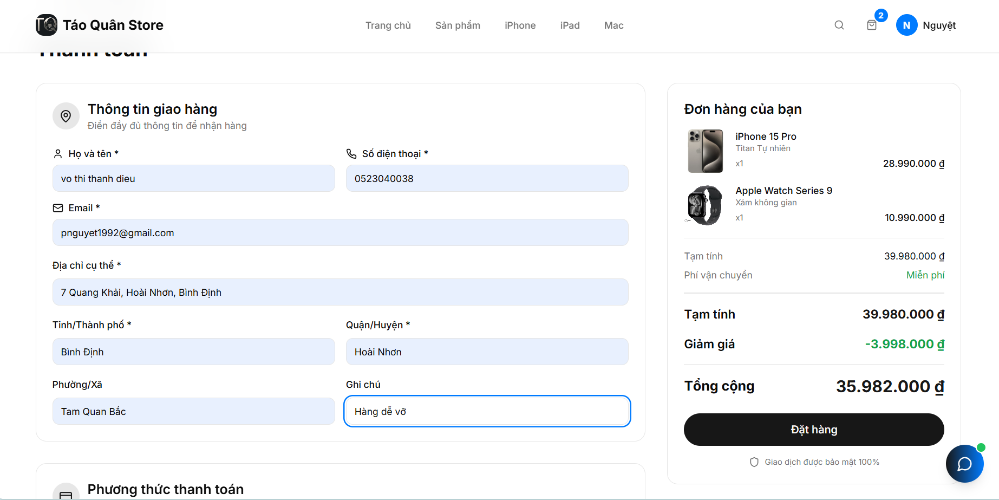 TQ Táo Quân Store
Trang chủ
Sản phẩm
iPhone
iPad
Mac
2
N
Nguyệt
Thanh toán
Thông tin giao hàng
Điền đầy đủ thông tin để nhận hàng
Họ và tên *
vo thi thanh dieu
Số điện thoại *
0523040038
Email *
pnguyet1992@gmail.com
Địa chỉ cụ thể *
7 Quang Khải, Hoài Nhơn, Bình Định
Tỉnh/Thành phố *
Bình Định
Quận/Huyện *
Hoài Nhơn
Phường/Xã
Tam Quan Bắc
Ghi chú
Hàng dễ vỡ
Phương thức thanh toán
Đơn hàng của bạn
iPhone 15 Pro
Titan Tự nhiên
x1
28.990.000 ₫
Apple Watch Series 9
Xám không gian
x1
10.990.000 ₫
Tạm tính
39.980.000 ₫
Phí vận chuyển
Miễn phí
Tạm tính
39.980.000 ₫
Giảm giá
-3.998.000 ₫
Tổng cộng
35.982.000 ₫
Đặt hàng
Giao dịch được bảo mật 100%